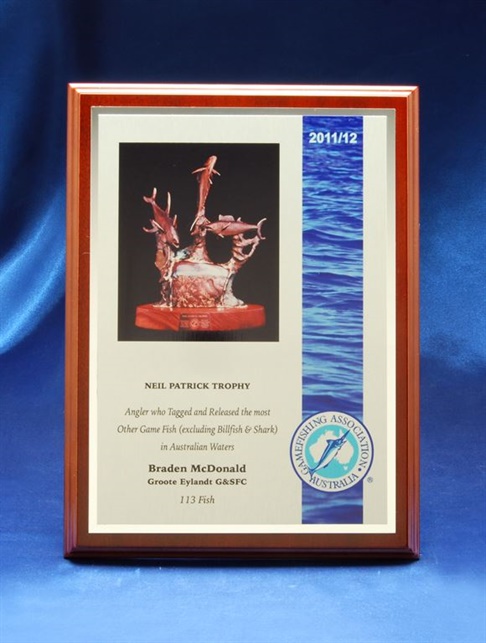 2011/12
NEIL PATRICK TROPHY
Angler who Tagged and Released the most
Other Game Fish (excluding Billfish & Shark)
in Australian Waters
Braden McDonald
Groote Eylandt G&SFC
113 Fish
GAMEFISHING ASSOCIATION
AUSTRALIA
®